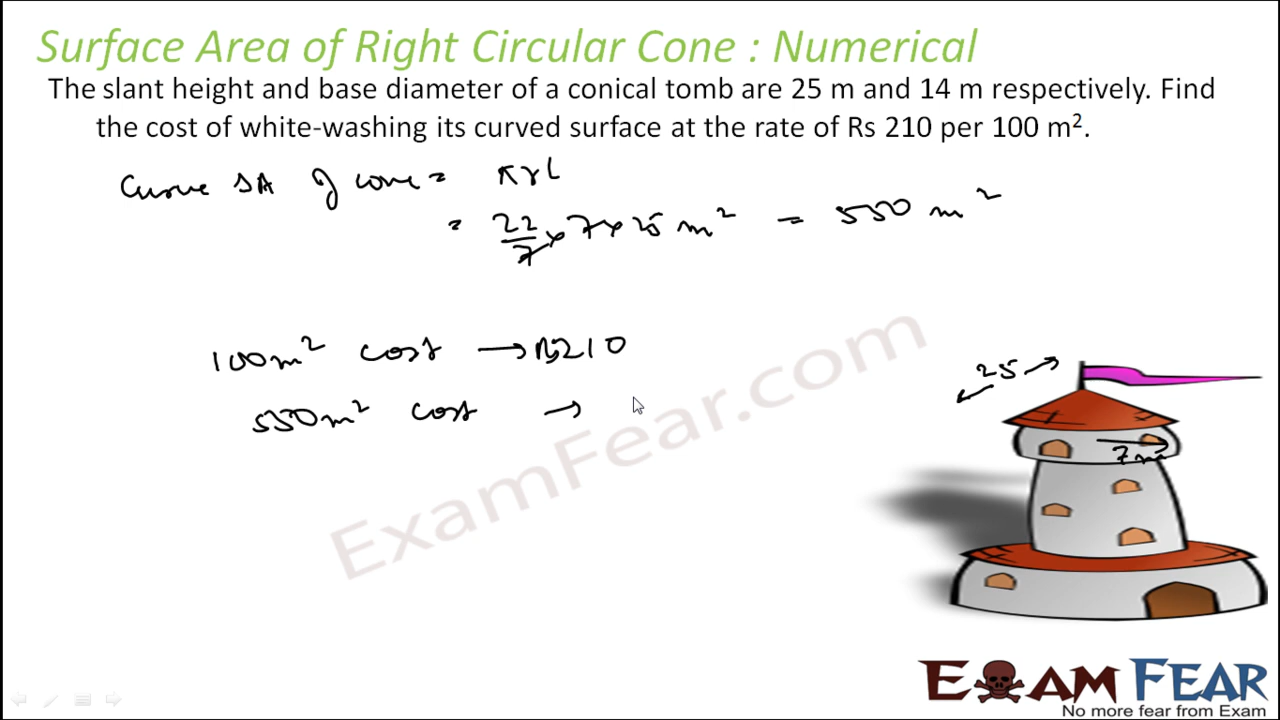 Surface Area of Right Circular Cone : Numerical
The slant height and base diameter of a conical tomb are 25 m and 14 m respectively. Find
the cost of white-washing its curved surface at the rate of Rs 210 per 100 m².
Curve SA of cone = πrl
= 22/7 × 7 × 25 m² = 550 m²
100m² cost → Rs210
550m² cost →
25
7m
ExamFear.com
EXAM FEAR
No more fear from Exam